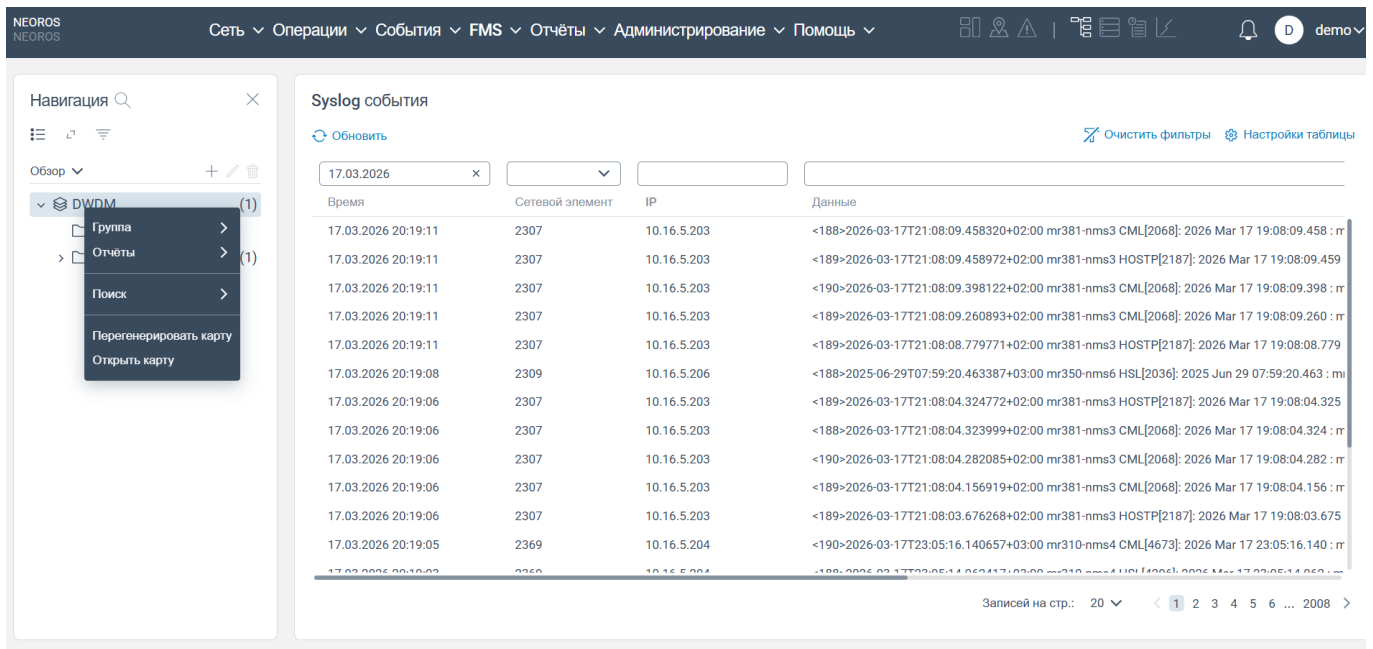 NEOROS
NEOROS
Сеть Операции События FMS Отчёты Администрирование Помощь D demo
Навигация
Обзор
DWDM (1)
(1)
Группа
Отчёты
Поиск
Перегенерировать карту
Открыть карту
Syslog события
Обновить Очистить фильтры Настройки таблицы
17.03.2026 ×
Время Сетевой элемент IP Данные
17.03.2026 20:19:11 2307 10.16.5.203 <188>2026-03-17T21:08:09.458320+02:00 mr381-nms3 CML[2068]: 2026 Mar 17 19:08:09.458 : m
17.03.2026 20:19:11 2307 10.16.5.203 <189>2026-03-17T21:08:09.458972+02:00 mr381-nms3 HOSTP[2187]: 2026 Mar 17 19:08:09.459
17.03.2026 20:19:11 2307 10.16.5.203 <190>2026-03-17T21:08:09.398122+02:00 mr381-nms3 CML[2068]: 2026 Mar 17 19:08:09.398 : m
17.03.2026 20:19:11 2307 10.16.5.203 <189>2026-03-17T21:08:09.260893+02:00 mr381-nms3 CML[2068]: 2026 Mar 17 19:08:09.260 : m
17.03.2026 20:19:11 2307 10.16.5.203 <189>2026-03-17T21:08:08.779771+02:00 mr381-nms3 HOSTP[2187]: 2026 Mar 17 19:08:08.779
17.03.2026 20:19:08 2309 10.16.5.206 <188>2025-06-29T07:59:20.463387+03:00 mr350-nms6 HSL[2036]: 2025 Jun 29 07:59:20.463 : m
17.03.2026 20:19:06 2307 10.16.5.203 <189>2026-03-17T21:08:04.324772+02:00 mr381-nms3 HOSTP[2187]: 2026 Mar 17 19:08:04.325
17.03.2026 20:19:06 2307 10.16.5.203 <188>2026-03-17T21:08:04.323999+02:00 mr381-nms3 CML[2068]: 2026 Mar 17 19:08:04.324 : m
17.03.2026 20:19:06 2307 10.16.5.203 <190>2026-03-17T21:08:04.282085+02:00 mr381-nms3 CML[2068]: 2026 Mar 17 19:08:04.282 : m
17.03.2026 20:19:06 2307 10.16.5.203 <189>2026-03-17T21:08:04.156919+02:00 mr381-nms3 CML[2068]: 2026 Mar 17 19:08:04.156 : m
17.03.2026 20:19:06 2307 10.16.5.203 <189>2026-03-17T21:08:03.676268+02:00 mr381-nms3 HOSTP[2187]: 2026 Mar 17 19:08:03.675
17.03.2026 20:19:05 2369 10.16.5.204 <190>2026-03-17T23:05:16.140657+03:00 mr310-nms4 CML[4673]: 2026 Mar 17 23:05:16.140 : m
Записей на стр.: 20 1 2 3 4 5 6 ... 2008